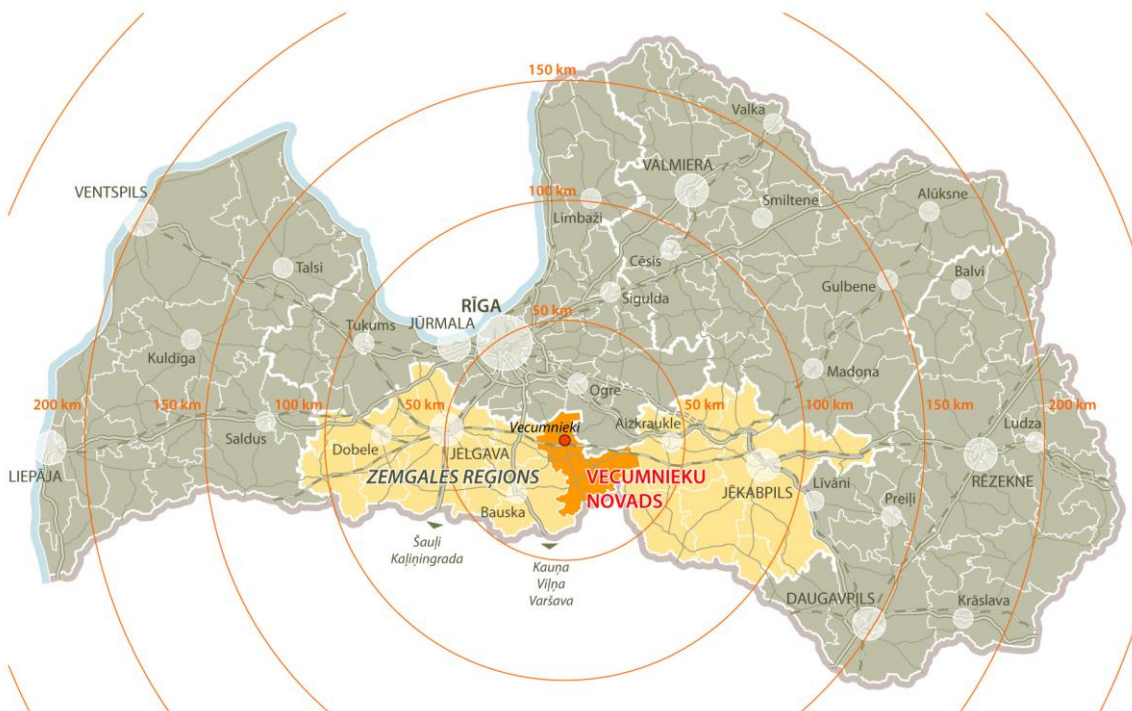 150 km
Valka
VALMIERA
VENTSPILS
100 km
Limbaži
Smiltene
Alūksne
Cēsis
Talsi
Balvi
Gulbene
Sigulda
RĪGA
50 km
JŪRMALA
Tukums
Kuldīga
Madona
Ogre
200 km
150 km
100 km
50 km
50 km
100 km
150 km
200 km
Saldus
Vecumnieki
Aizkraukle
Ludza
Dobele
JELGAVA
LIEPĀJA
ZEMGALES REĢIONS
VECUMNIEKU
NOVADS
RĒZEKNE
JĒKABPILS
Līvāni
Preiļi
Bauska
Šauļi
Kaļiņingrada
Kauņa
Viļņa
Varšava
DAUGAVPILS
Krāslava